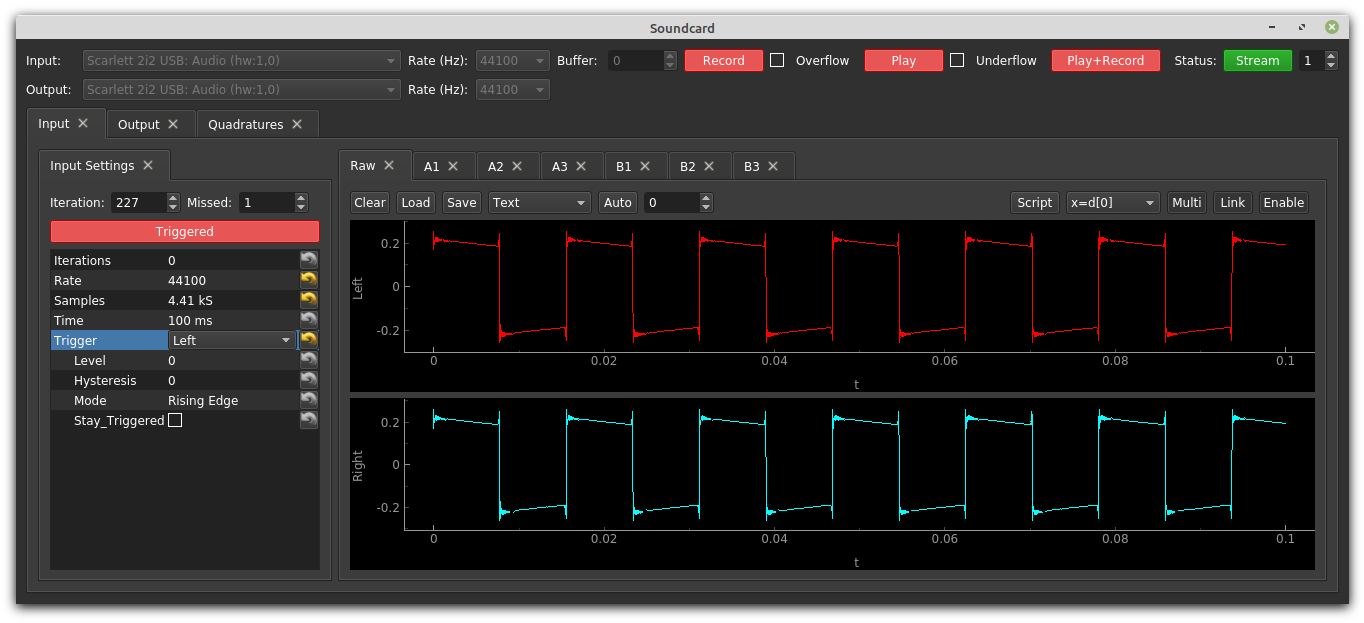 Soundcard
Input: Scarlett 2i2 USB: Audio (hw:1,0) Rate (Hz): 44100 Buffer: 0 Record Overflow Play Underflow Play+Record Status: Stream 1
Output: Scarlett 2i2 USB: Audio (hw:1,0) Rate (Hz): 44100
Input Output Quadratures
Input Settings
Iteration: 227 Missed: 1
Triggered
Iterations 0
Rate 44100
Samples 4.41 kS
Time 100 ms
Trigger Left
Level 0
Hysteresis 0
Mode Rising Edge
Stay_Triggered
Raw A1 A2 A3 B1 B2 B3
Clear Load Save Text Auto 0 Script x=d[0] Multi Link Enable
Left
0.2
0
-0.2
0 0.02 0.04 0.06 0.08 0.1
t
Right
0.2
0
-0.2
0 0.02 0.04 0.06 0.08 0.1
t